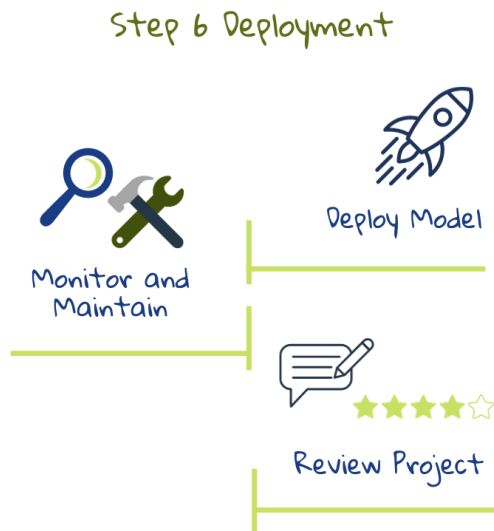 Step 6 Deployment
Deploy Model
Monitor and
Maintain
Review Project